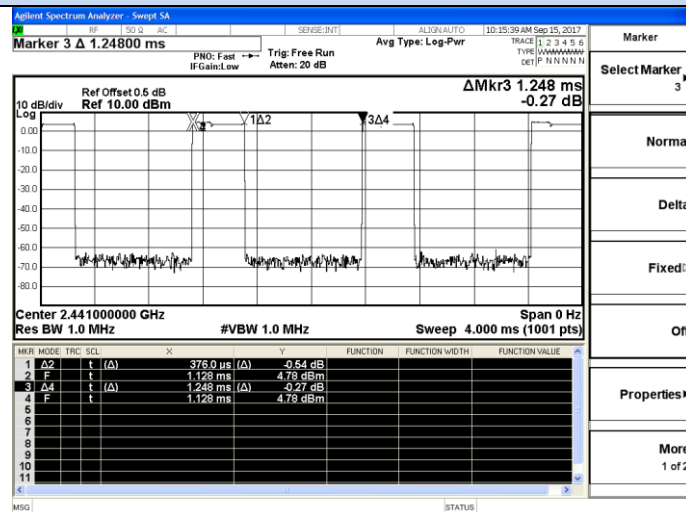 Agilent Spectrum Analyzer - Swept SA
RF 50 Ω AC SENSE:INT ALIGNAUTO 10:15:39 AM Sep 15, 2017
Marker 3 Δ 1.24800 ms
PNO: Fast
IFGain:Low
Trig: Free Run
Atten: 20 dB
Avg Type: Log-Pwr
TRACE 1 2 3 4 5 6
TYPE WWWWWW
DET P N N N N N
Ref Offset 0.5 dB
10 dB/div Ref 10.00 dBm
ΔMkr3 1.248 ms
-0.27 dB
Log
0.00
-10.0
-20.0
-30.0
-40.0
-50.0
-60.0
-70.0
-80.0
1Δ2
3Δ4
Center 2.441000000 GHz Span 0 Hz
Res BW 1.0 MHz #VBW 1.0 MHz Sweep 4.000 ms (1001 pts)
MKR MODE TRC SCL X Y FUNCTION FUNCTION WIDTH FUNCTION VALUE
1 Δ2 t (Δ) 376.0 us (Δ) -0.54 dB
2 F t 1.128 ms 4.78 dBm
3 Δ4 t (Δ) 1.248 ms (Δ) -0.27 dB
4 F t 1.128 ms 4.78 dBm
5
6
7
8
9
10
11
MSG STATUS
Marker
Select Marker
3
Norma
Delta
Fixed
Of
Properties
More
1 of 2